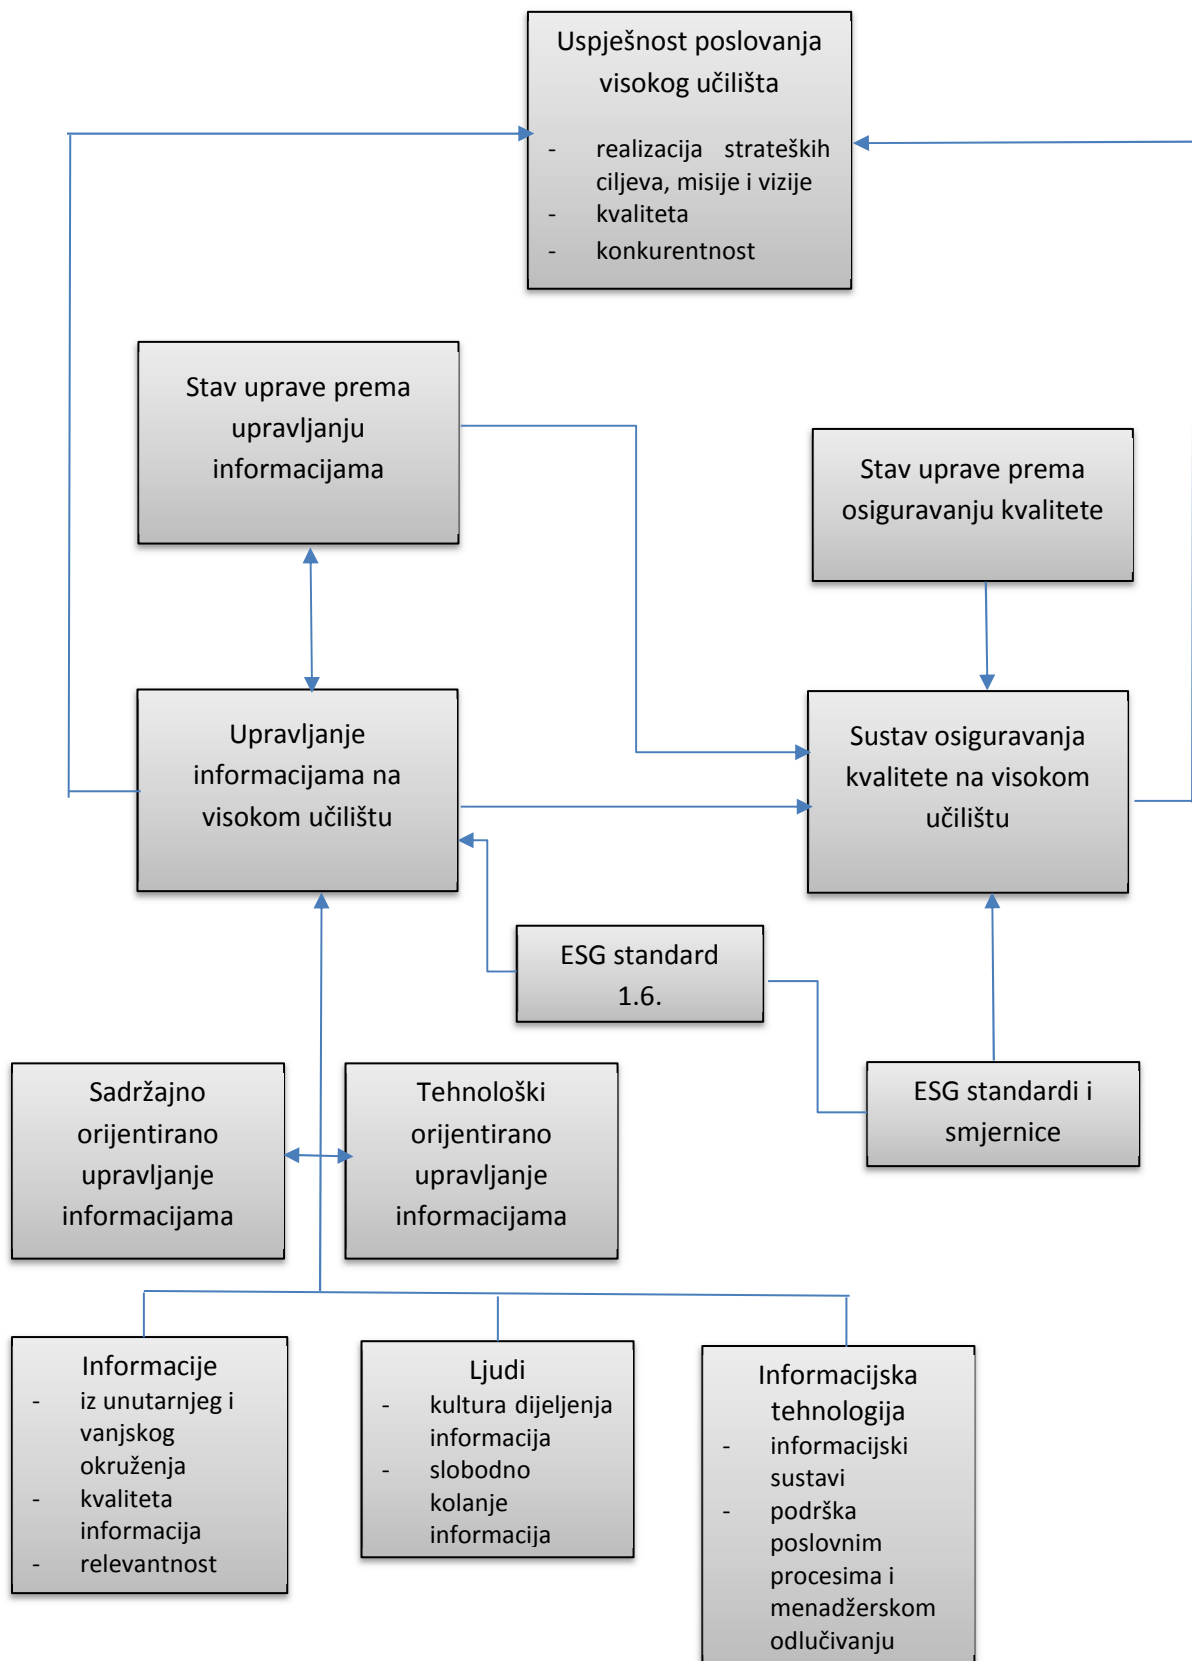 Uspješnost poslovanja
visokog učilišta
- realizacija strateških
ciljeva, misije i vizije
- kvaliteta
- konkurentnost
Stav uprave prema
upravljanju
informacijama
Stav uprave prema
osiguravanju kvalitete
Upravljanje
informacijama na
visokom učilištu
Sustav osiguravanja
kvalitete na visokom
učilištu
ESG standard
1.6.
ESG standardi i
smjernice
Sadržajno
orijentirano
upravljanje
informacijama
Tehnološki
orijentirano
upravljanje
informacijama
Informacije
- iz unutarnjeg i
vanjskog
okruženja
- kvaliteta
informacija
- relevantnost
Ljudi
- kultura dijeljenja
informacija
- slobodno
kolanje
informacija
Informacijska
tehnologija
- informacijski
sustavi
- podrška
poslovnim
procesima i
menadžerskom
odlučivanju